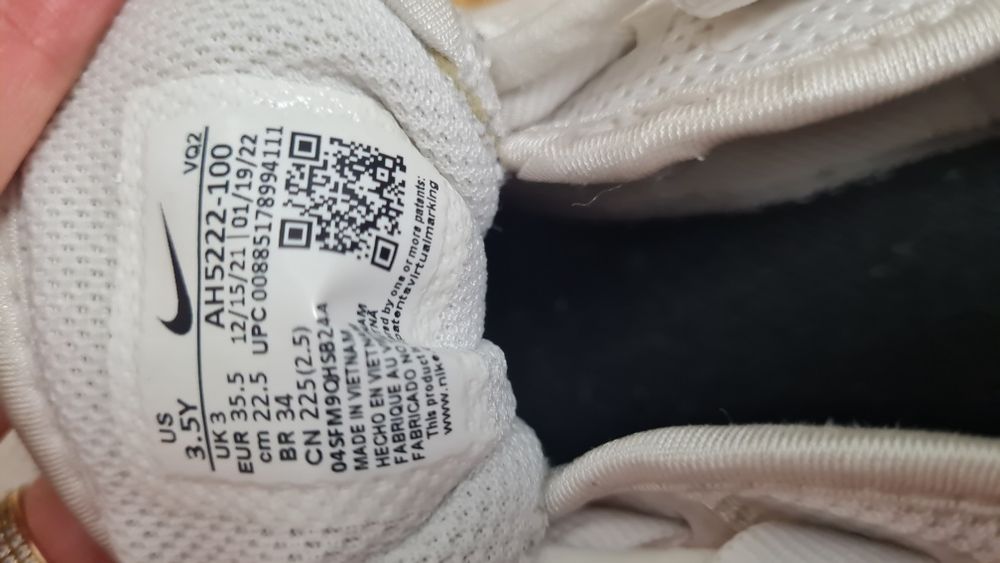 VQ2
US
3.5Y
AH5222-100
UK 3
EUR 35.5
12/15/21 | 01/19/22
cm 22.5
UPC 00885178994111
BR 34
CN 225(2.5)
MADE IN VIETNAM
HECHO EN VIETNAM
FABRIQUE AU
FABRICADO NO
This product
by one or more patents:
www.nike
patentsvirtualmarking